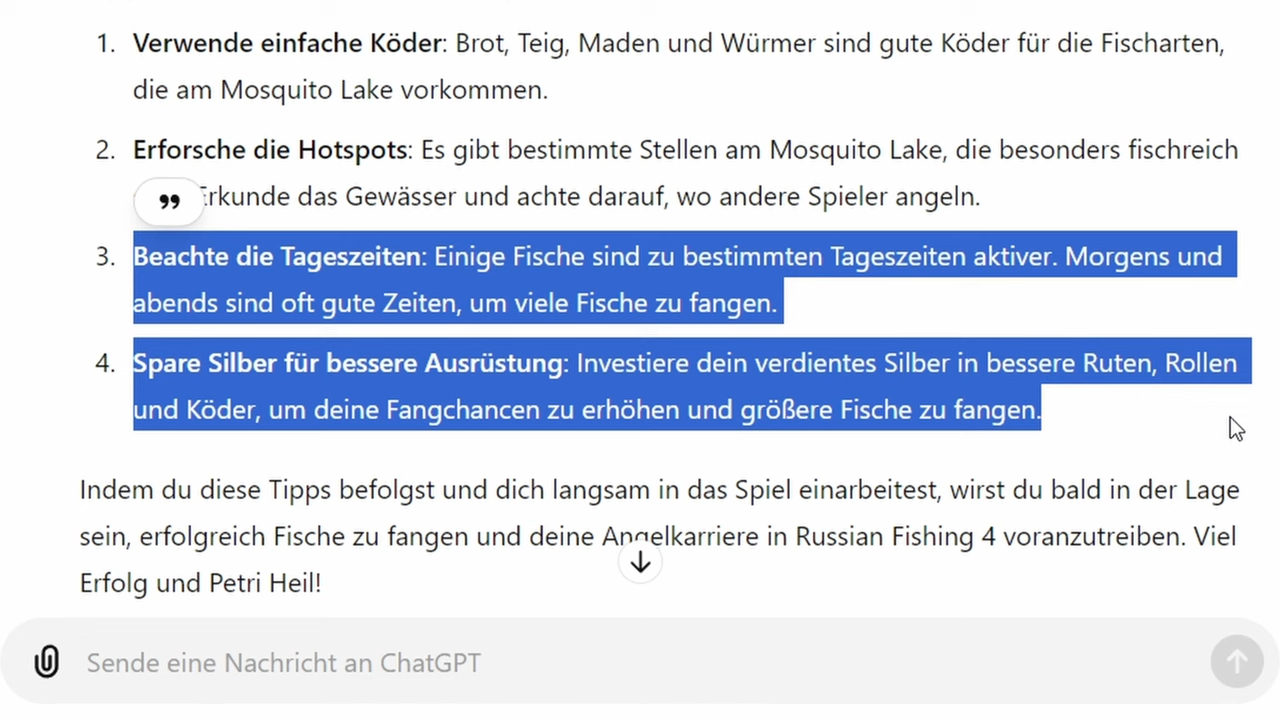 1. Verwende einfache Köder: Brot, Teig, Maden und Würmer sind gute Köder für die Fischarten,
die am Mosquito Lake vorkommen.
2. Erforsche die Hotspots: Es gibt bestimmte Stellen am Mosquito Lake, die besonders fischreich
Erkunde das Gewässer und achte darauf, wo andere Spieler angeln.
3. Beachte die Tageszeiten: Einige Fische sind zu bestimmten Tageszeiten aktiver. Morgens und
abends sind oft gute Zeiten, um viele Fische zu fangen.
4. Spare Silber für bessere Ausrüstung: Investiere dein verdientes Silber in bessere Ruten, Rollen
und Köder, um deine Fangchancen zu erhöhen und größere Fische zu fangen.
Indem du diese Tipps befolgst und dich langsam in das Spiel einarbeitest, wirst du bald in der Lage
sein, erfolgreich Fische zu fangen und deine Angelkarriere in Russian Fishing 4 voranzutreiben. Viel
Erfolg und Petri Heil!
Sende eine Nachricht an ChatGPT